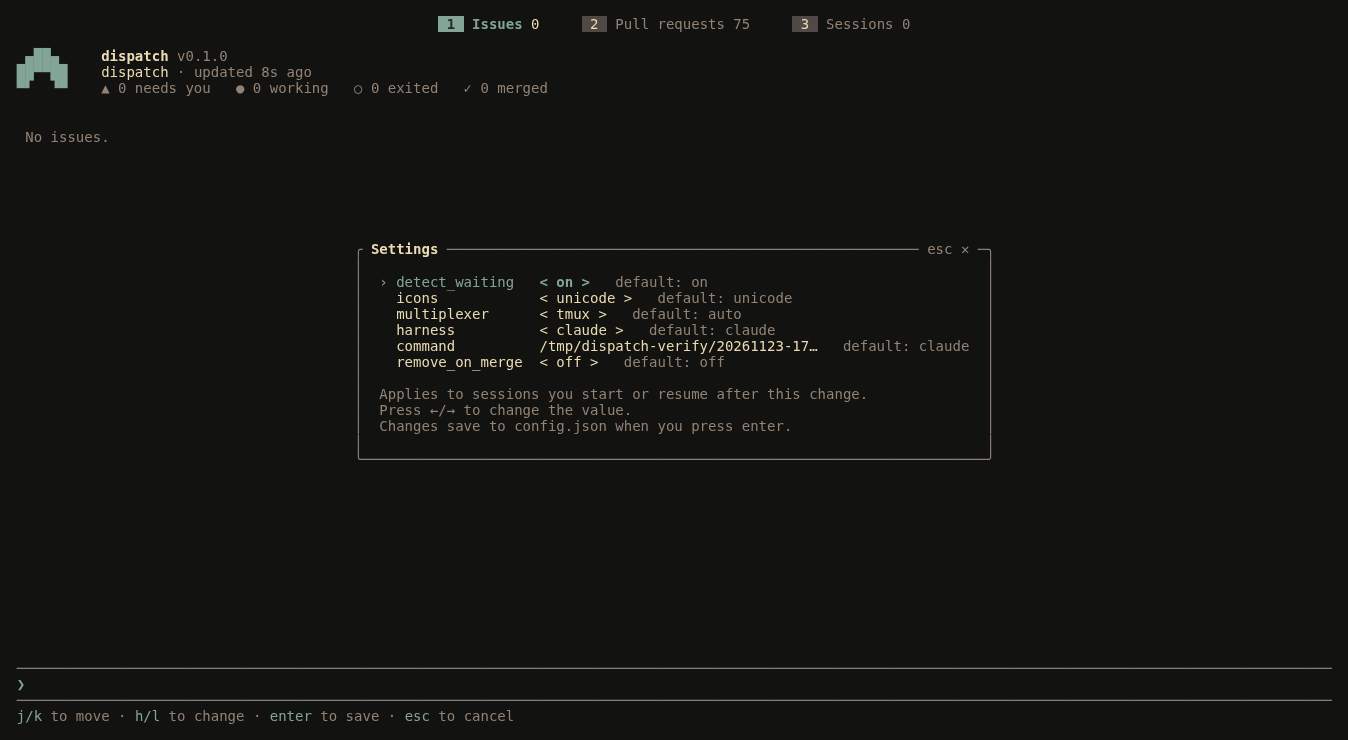 1 Issues 0 2 Pull requests 75 3 Sessions 0
dispatch v0.1.0
dispatch · updated 8s ago
▲ 0 needs you ● 0 working ○ 0 exited ✓ 0 merged
No issues.
Settings esc ×
› detect_waiting < on > default: on
icons < unicode > default: unicode
multiplexer < tmux > default: auto
harness < claude > default: claude
command /tmp/dispatch-verify/20261123-17… default: claude
remove_on_merge < off > default: off
Applies to sessions you start or resume after this change.
Press ←/→ to change the value.
Changes save to config.json when you press enter.
❯
j/k to move · h/l to change · enter to save · esc to cancel